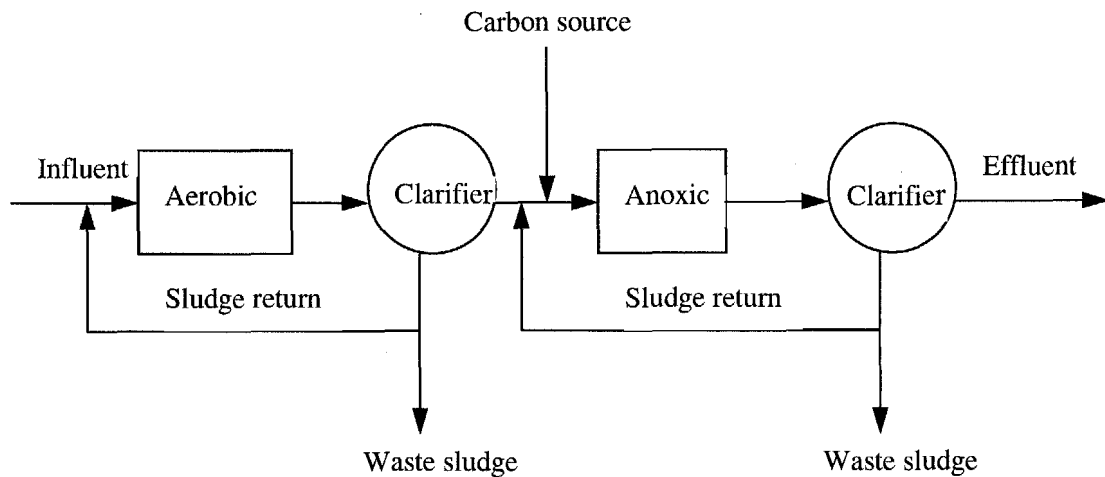 Carbon source
Influent
Aerobic
Clarifier
Anoxic
Clarifier
Effluent
Sludge return
Sludge return
Waste sludge
Waste sludge